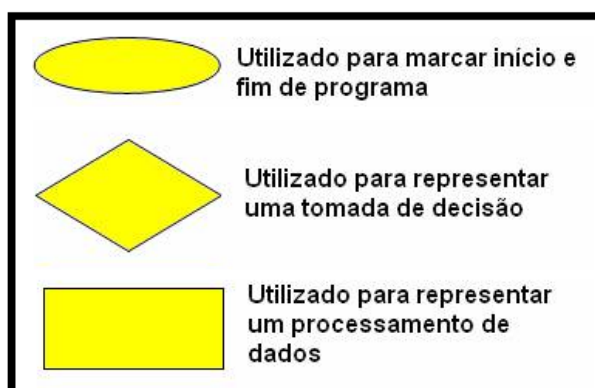 Utilizado para marcar início e
fim de programa
Utilizado para representar
uma tomada de decisão
Utilizado para representar
um processamento de
dados